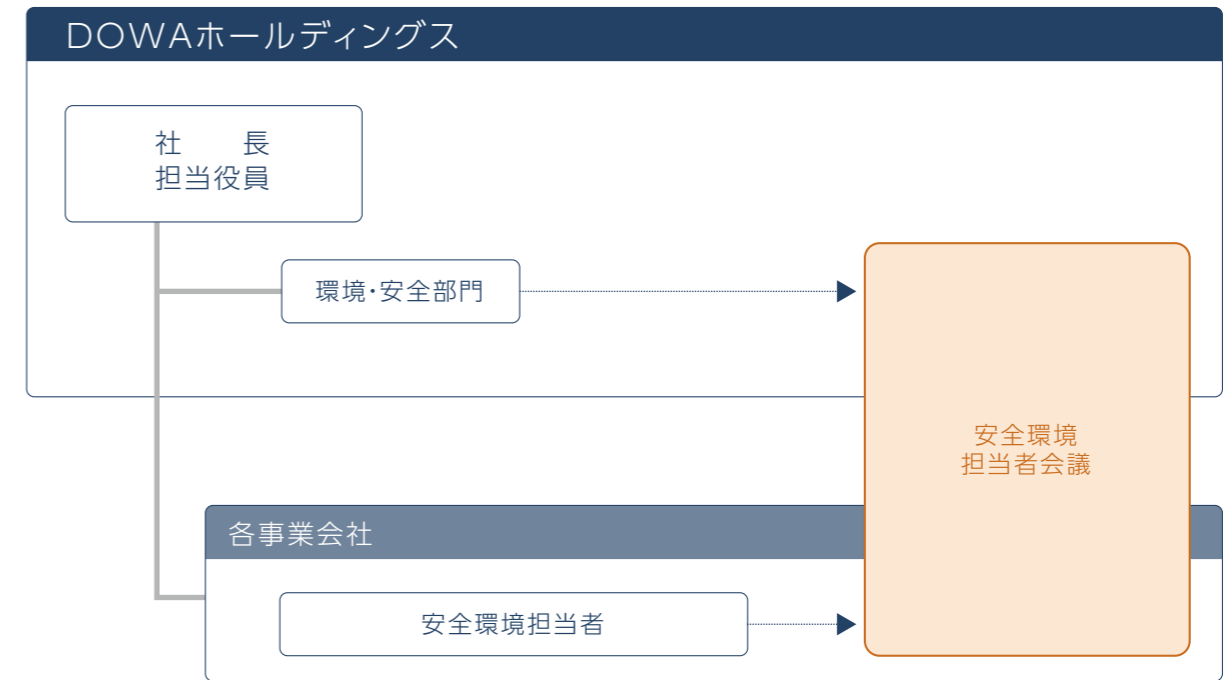 DOWAホールディングス
社　　長
担当役員
環境・安全部門
安全環境
担当者会議
各事業会社
安全環境担当者